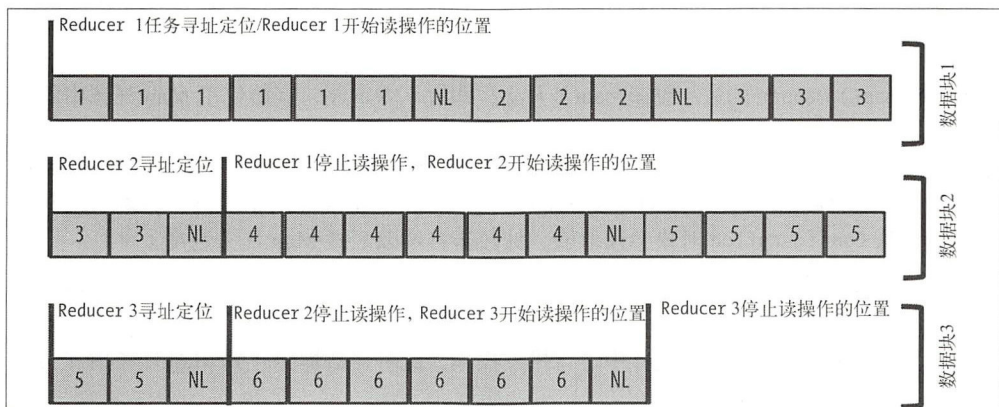 Reducer 1任务寻址定位/Reducer 1开始读操作的位置
1 1 1 1 1 NL 2 2 2 NL 3 3 3
数据块1
Reducer 2寻址定位
Reducer 1停止读操作，Reducer 2开始读操作的位置
3 3 NL 4 4 4 4 4 4 NL 5 5 5 5
数据块2
Reducer 3寻址定位
Reducer 2停止读操作，Reducer 3开始读操作的位置
Reducer 3停止读操作的位置
5 5 NL 6 6 6 6 6 6 NL
数据块3